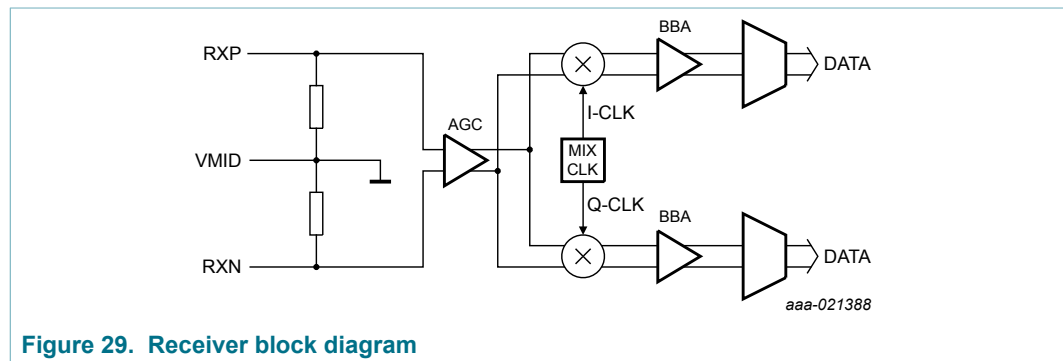 RXP
VMID
RXN
AGC
MIX
CLK
I-CLK
Q-CLK
BBA
DATA
BBA
DATA
aaa-021388
Figure 29. Receiver block diagram